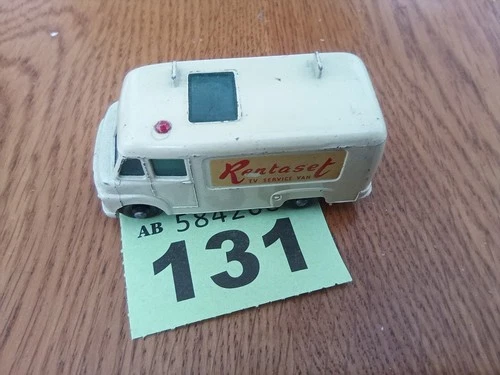 Rentaset
TV SERVICE VAN
AB 58426
131